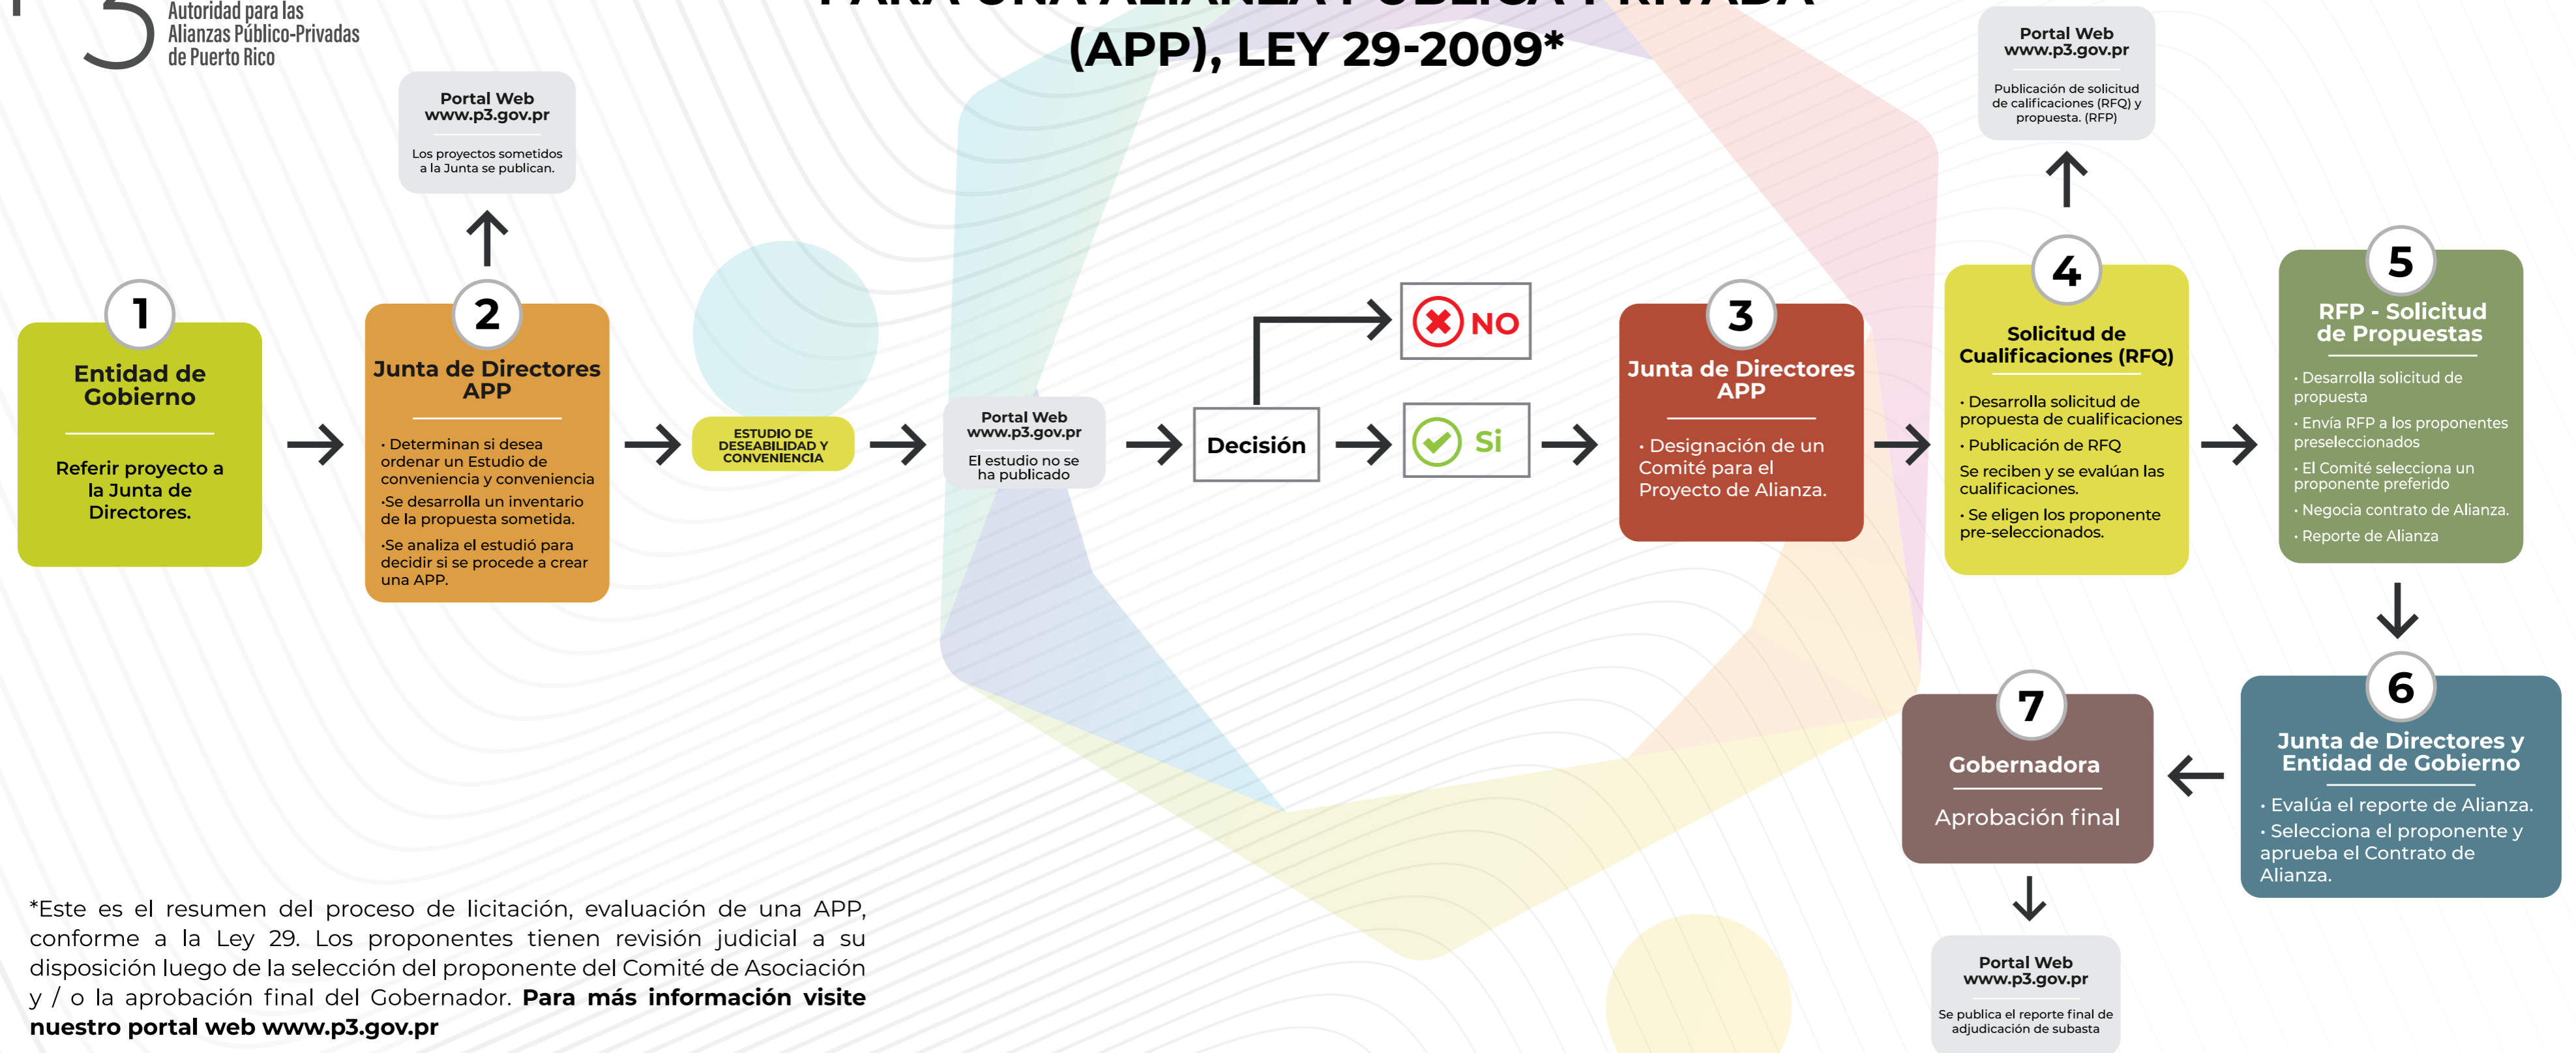 3
Autoridad para las
Alianzas Público-Privadas
de Puerto Rico
PARA UNA ALIANZA PÚBLICA PRIVADA
(APP), LEY 29-2009*
Portal Web
www.p3.gov.pr
Los proyectos sometidos
a la Junta se publican.
Portal Web
www.p3.gov.pr
Publicación de solicitud
de calificaciones (RFQ) y
propuesta. (RFP)
1
Entidad de
Gobierno
Referir proyecto a
la Junta de
Directores.
2
Junta de Directores
APP
• Determinan si desea
ordenar un Estudio de
conveniencia y conveniencia
•Se desarrolla un inventario
de la propuesta sometida.
•Se analiza el estudió para
decidir si se procede a crear
una APP.
ESTUDIO DE
DESEABILIDAD Y
CONVENIENCIA
Portal Web
www.p3.gov.pr
El estudio no se
ha publicado
Decisión
NO
Si
3
Junta de Directores
APP
• Designación de un
Comité para el
Proyecto de Alianza.
4
Solicitud de
Cualificaciones (RFQ)
• Desarrolla solicitud de
propuesta de cualificaciones
• Publicación de RFQ
Se reciben y se evalúan las
cualificaciones.
• Se eligen los proponente
pre-seleccionados.
5
RFP - Solicitud
de Propuestas
• Desarrolla solicitud de
propuesta
• Envía RFP a los proponentes
preseleccionados
• El Comité selecciona un
proponente preferido
• Negocia contrato de Alianza.
• Reporte de Alianza
6
Junta de Directores y
Entidad de Gobierno
• Evalúa el reporte de Alianza.
• Selecciona el proponente y
aprueba el Contrato de
Alianza.
7
Gobernadora
Aprobación final
Portal Web
www.p3.gov.pr
Se publica el reporte final de
adjudicación de subasta
*Este es el resumen del proceso de licitación, evaluación de una APP,
conforme a la Ley 29. Los proponentes tienen revisión judicial a su
disposición luego de la selección del proponente del Comité de Asociación
y / o la aprobación final del Gobernador. Para más información visite
nuestro portal web www.p3.gov.pr